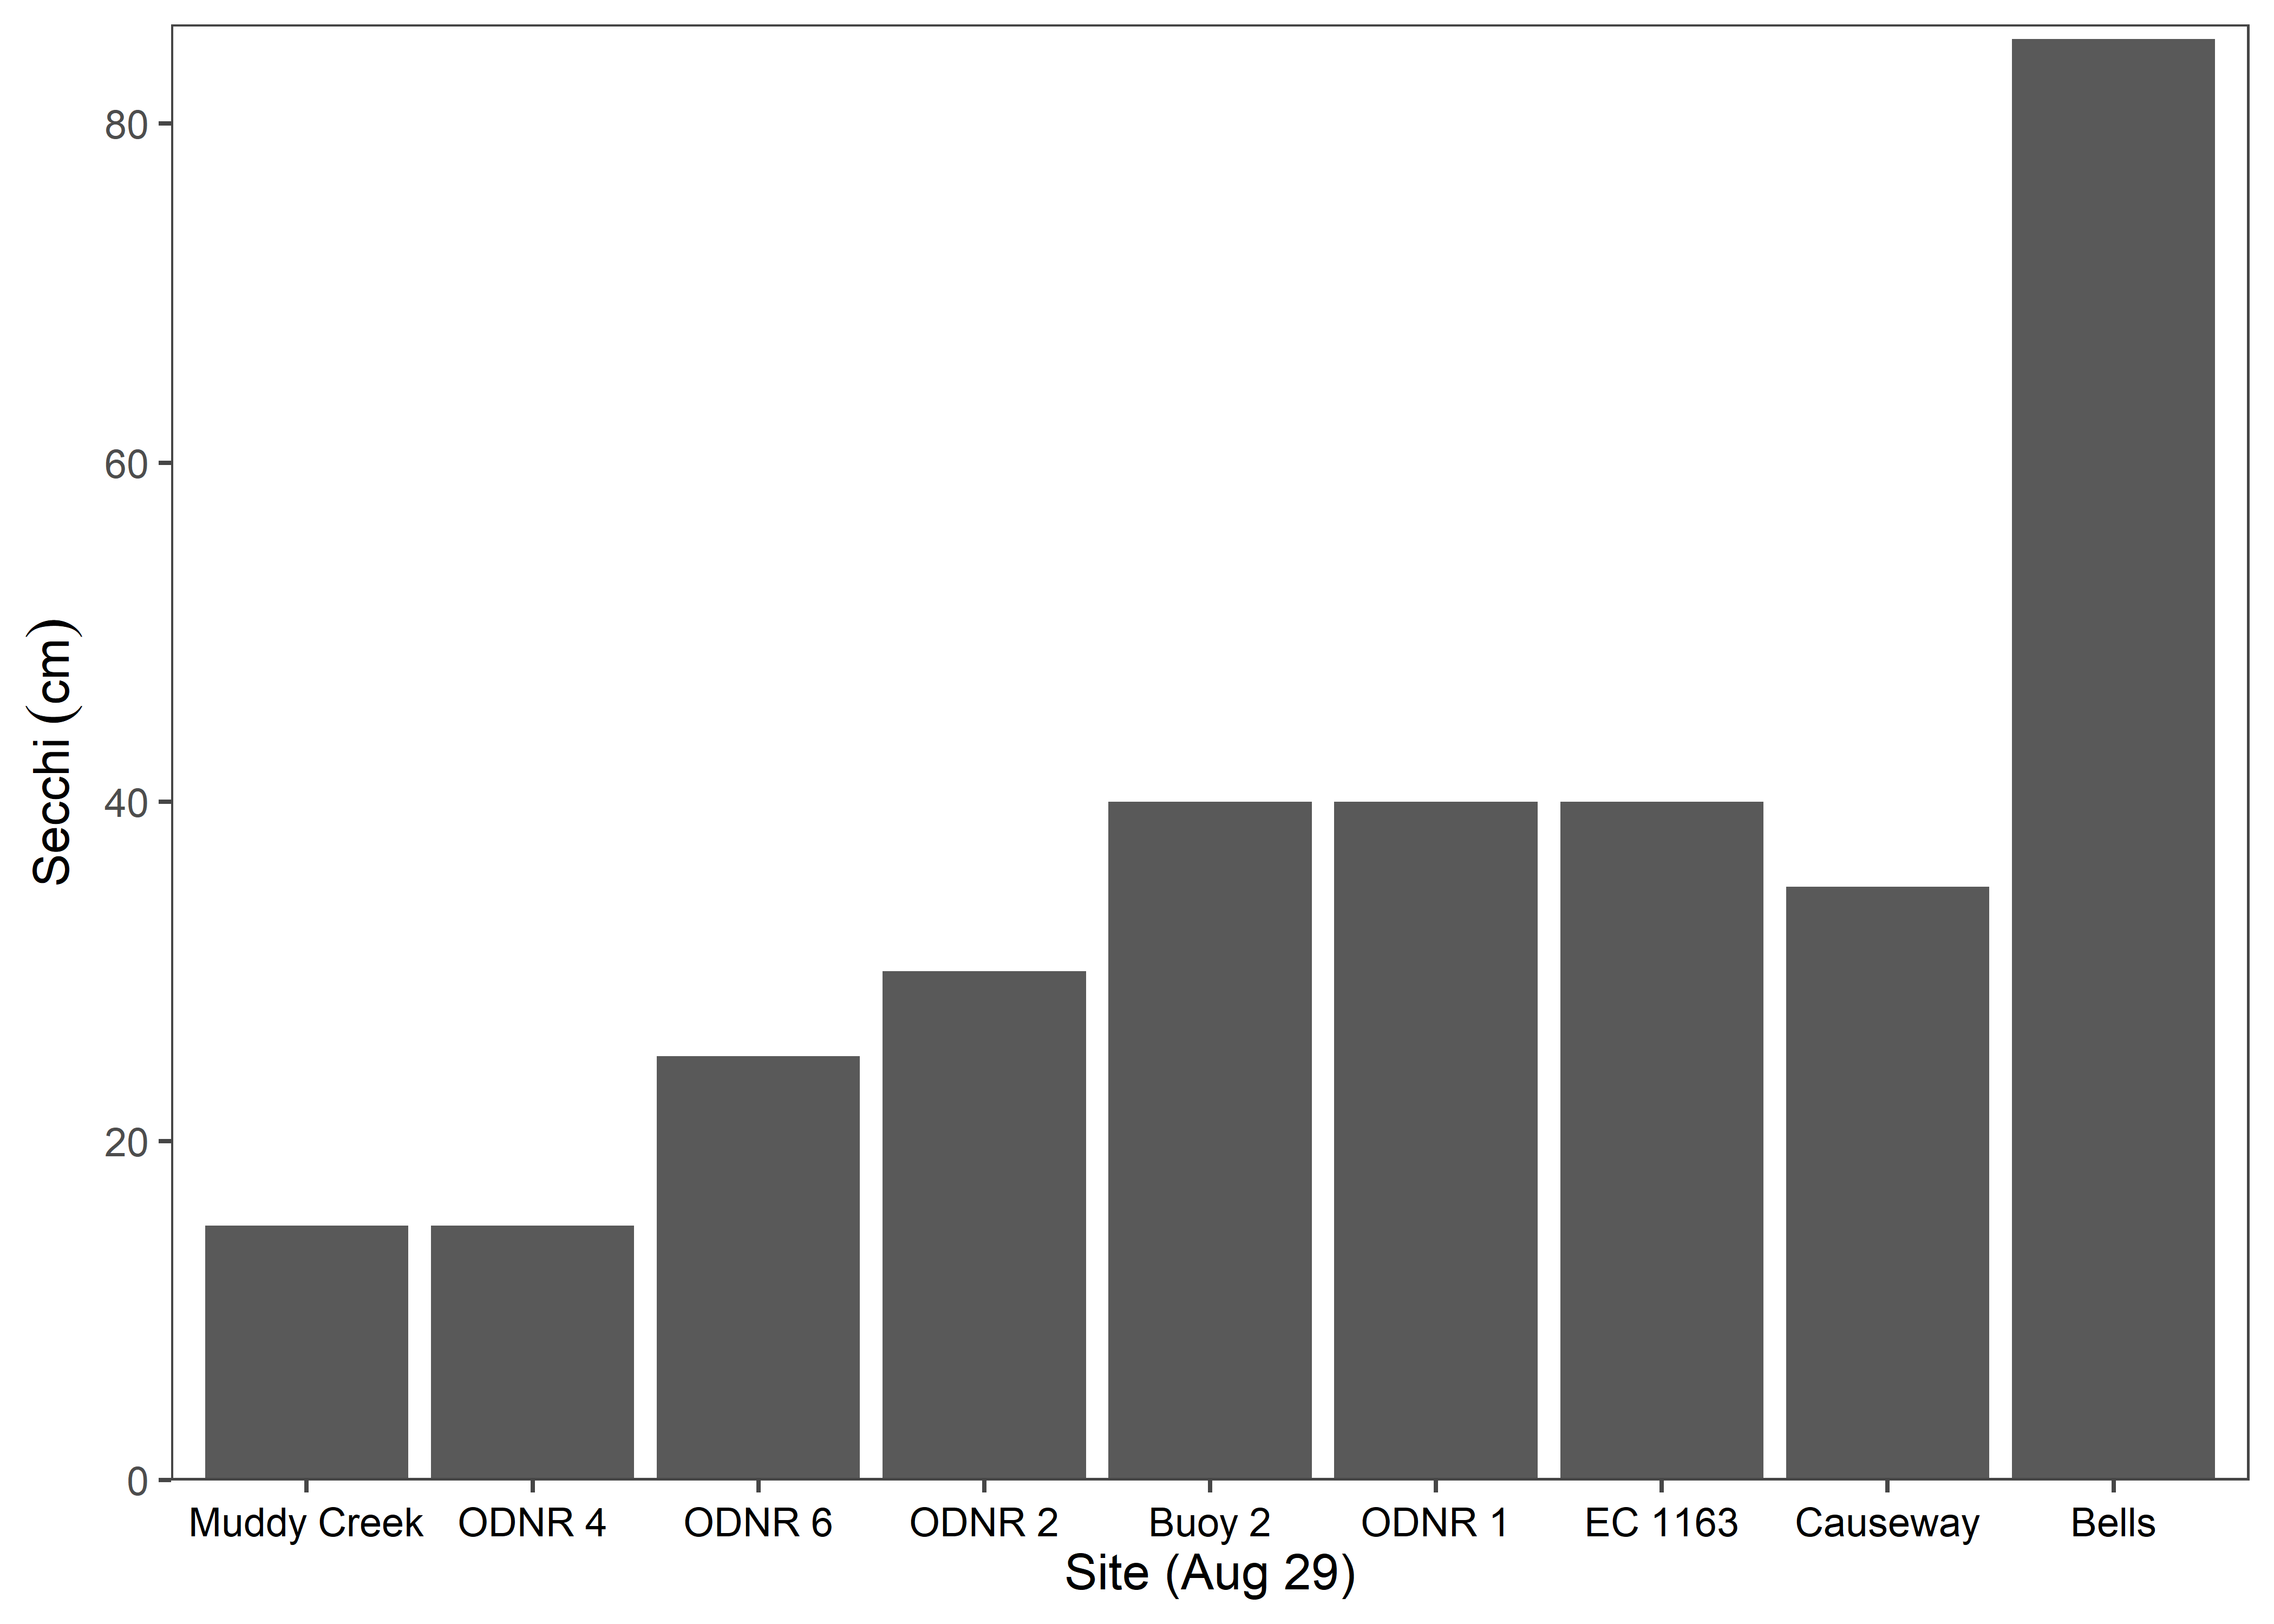 Secchi (cm)
80
60
40
20
0
Muddy Creek ODNR 4 ODNR 6 ODNR 2 Buoy 2 ODNR 1 EC 1163 Causeway Bells
Site (Aug 29)